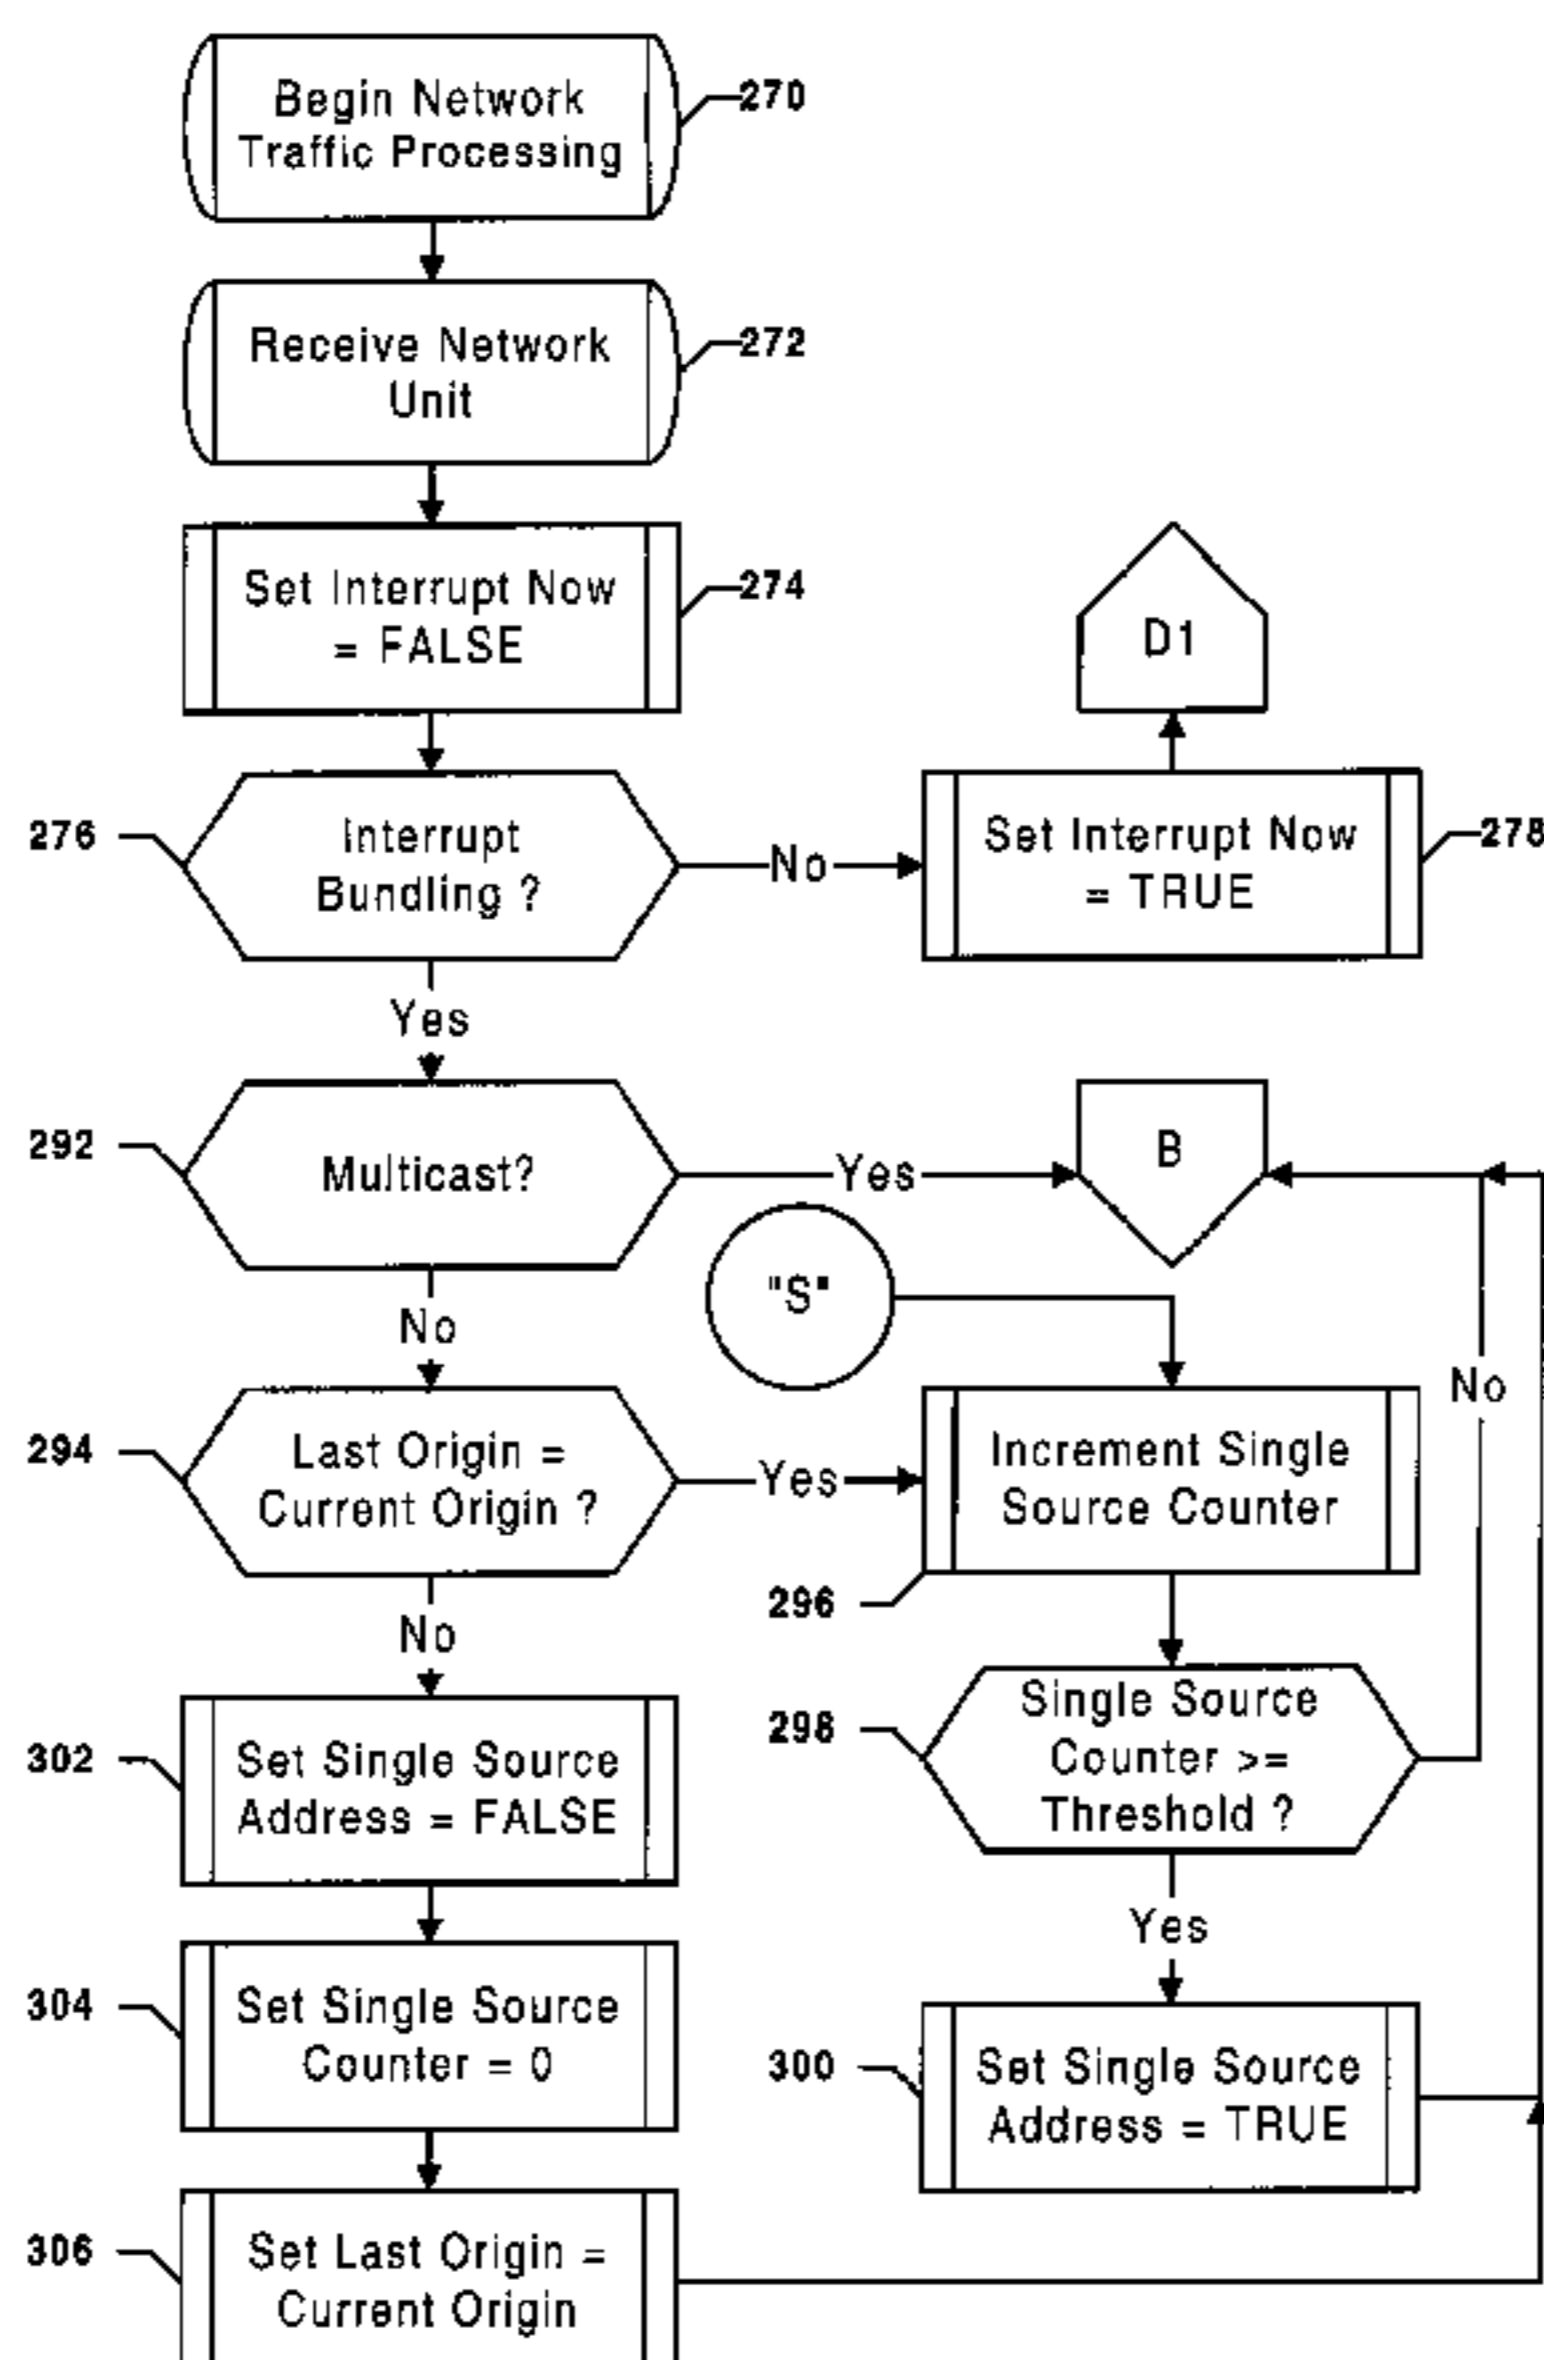 Begin Network
Traffic Processing
270
Receive Network
Unit
272
Set Interrupt Now
= FALSE
274
D1
276
Interrupt
Bundling ?
No
Set Interrupt Now
= TRUE
278
Yes
292
Multicast?
Yes
B
"S"
No
No
294
Last Origin =
Current Origin ?
Yes
Increment Single
Source Counter
296
No
298
Single Source
Counter >=
Threshold ?
302
Set Single Source
Address = FALSE
Yes
304
Set Single Source
Counter = 0
300
Set Single Source
Address = TRUE
306
Set Last Origin =
Current Origin